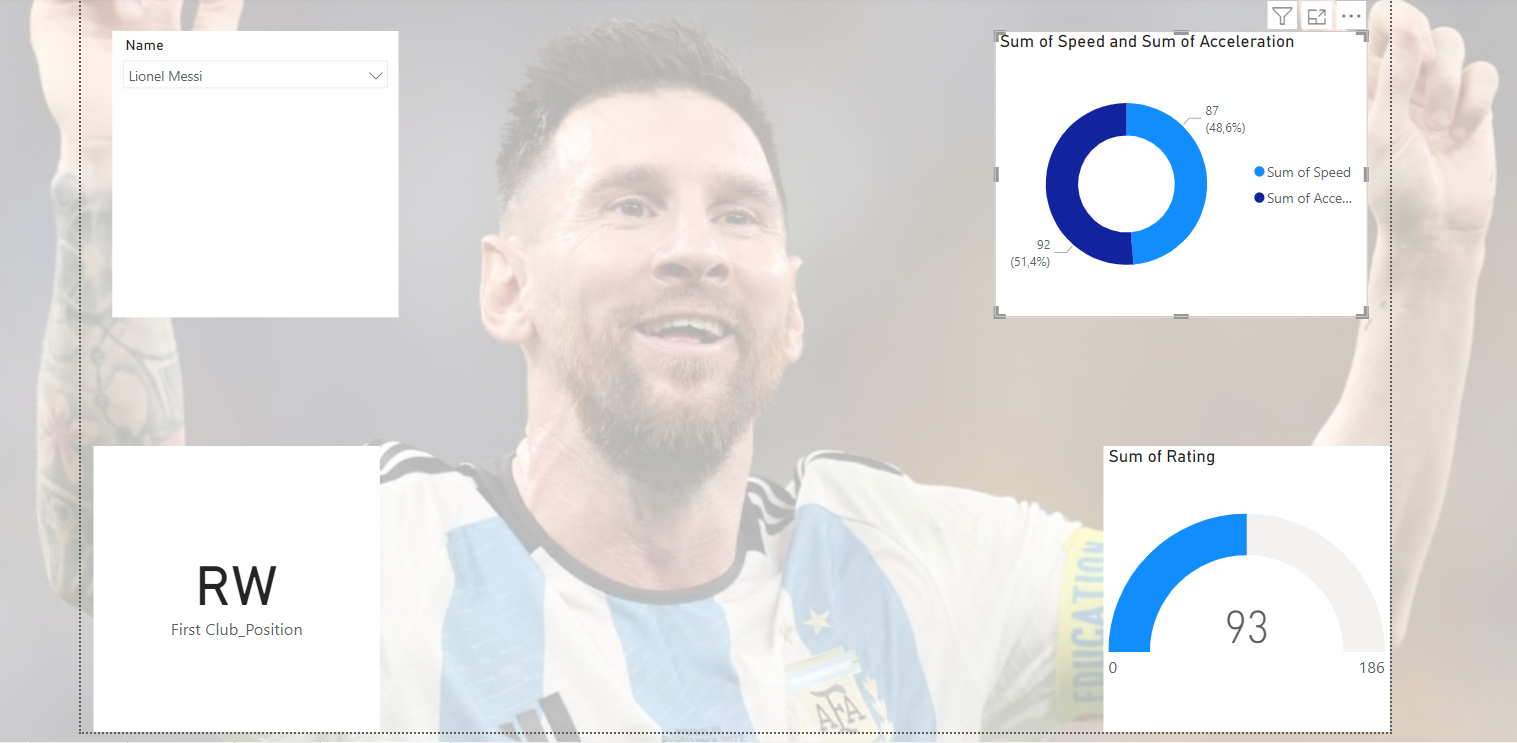 Name
Lionel Messi
Sum of Speed and Sum of Acceleration
87
(48,6%)
Sum of Speed
Sum of Acce...
92
(51,4%)
RW
First Club_Position
Sum of Rating
93
0
186
EDUCATION
AFA